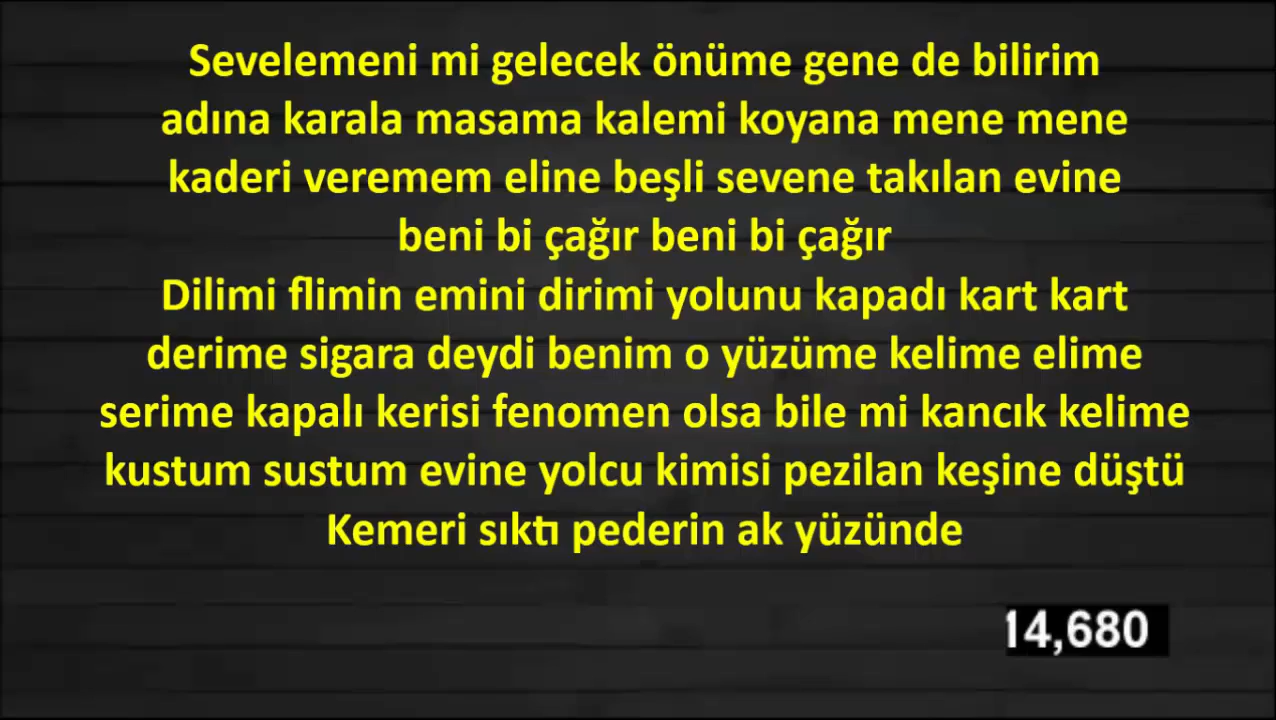 Sevelemeni mi gelecek önüme gene de bilirim
adına karala masama kalemi koyana mene mene
kaderi veremem eline beşli sevene takılan evine
beni bi çağır beni bi çağır
Dilimi flimin emini dirimi yolunu kapadı kart kart
derime sigara deydi benim o yüzüme kelime elime
serime kapalı kerisi fenomen olsa bile mi kancık kelime
kustum sustum evine yolcu kimisi pezilan keşine düştü
Kemeri sıktı pederin ak yüzünde
14,680